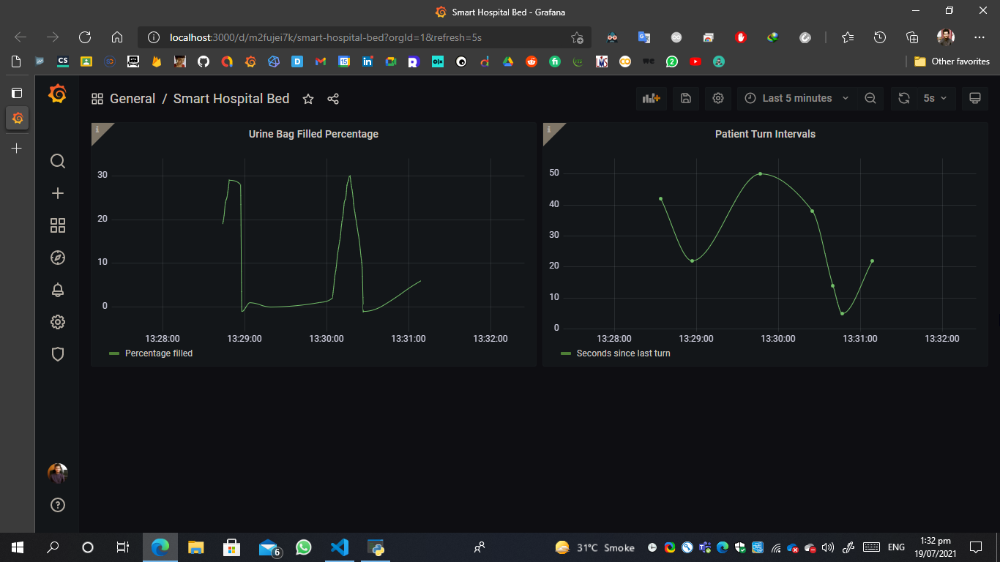 Smart Hospital Bed - Grafana
localhost:3000/d/m2fujei7k/smart-hospital-bed?orgId=1&refresh=5s
Other favorites
General / Smart Hospital Bed
Last 5 minutes
5s
Urine Bag Filled Percentage
30
20
10
0
13:28:00 13:29:00 13:30:00 13:31:00 13:32:00
Percentage filled
Patient Turn Intervals
50
40
30
20
10
0
13:28:00 13:29:00 13:30:00 13:31:00 13:32:00
Seconds since last turn
6
31°C Smoke
ENG
1:32 pm
19/07/2021